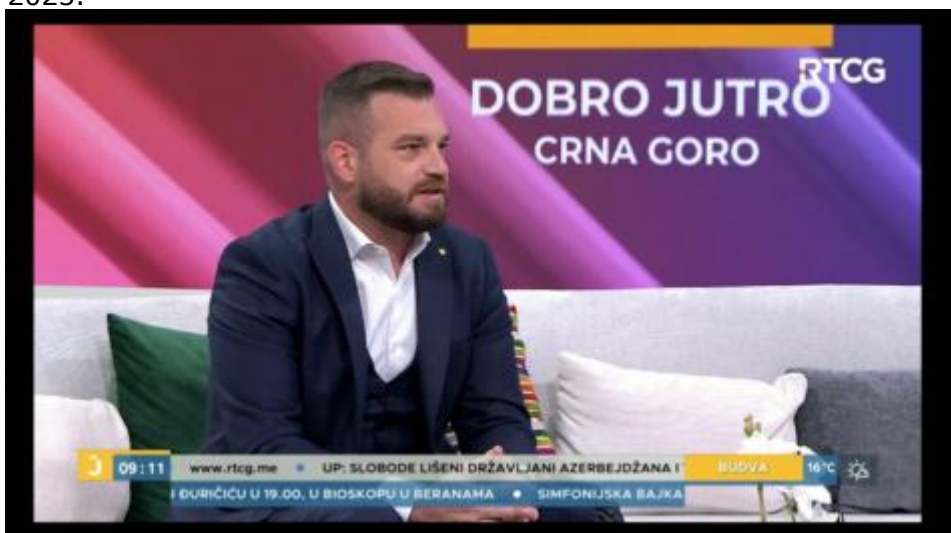 2025.
RTCG
DOBRO JUTRO
CRNA GORO
J 09:11 www.rtcg.me • UP: SLOBODE LIŠENI DRŽAVLJANI AZERBEJDŽANA I BUDVA 16°C
ĐURIČIĆU U 19.00, U BIOSKOPU U BERANAMA • SIMFONIJSKA BAJKA